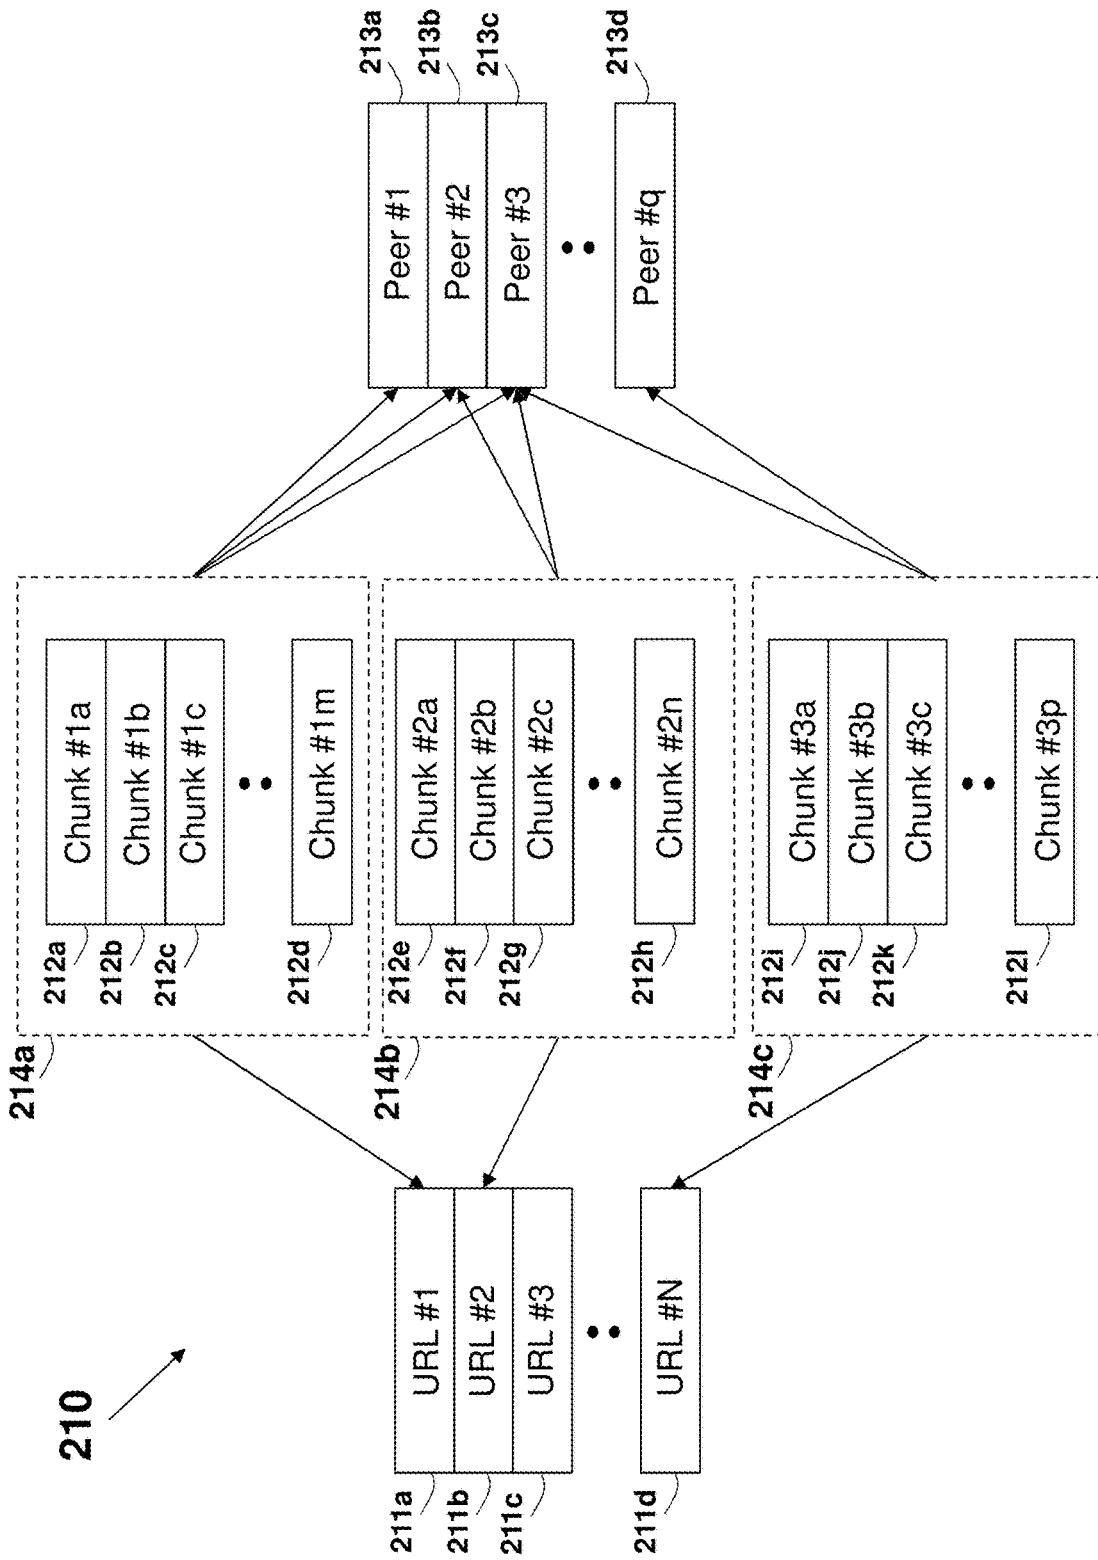 210
211a
URL #1
211b
URL #2
211c
URL #3
211d
URL #N
214a
212a
Chunk #1a
212b
Chunk #1b
212c
Chunk #1c
212d
Chunk #1m
214b
212e
Chunk #2a
212f
Chunk #2b
212g
Chunk #2c
212h
Chunk #2n
214c
212i
Chunk #3a
212j
Chunk #3b
212k
Chunk #3c
212l
Chunk #3p
Peer #1
213a
Peer #2
213b
Peer #3
213c
Peer #q
213d